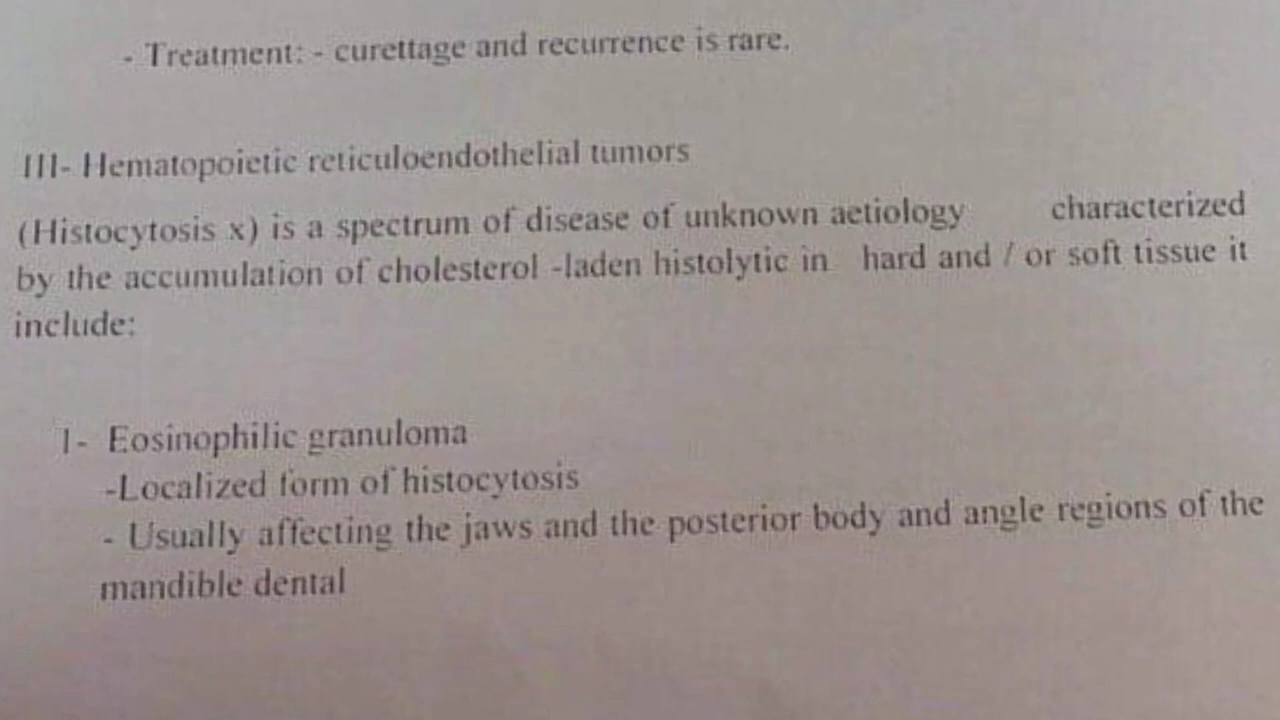 - Treatment: - curettage and recurrence is rare.
III- Hematopoietic reticuloendothelial tumors
(Histocytosis x) is a spectrum of disease of unknown aetiology characterized
by the accumulation of cholesterol -laden histolytic in hard and / or soft tissue it
include:
1- Eosinophilic granuloma
-Localized form of histocytosis
- Usually affecting the jaws and the posterior body and angle regions of the
mandible dental